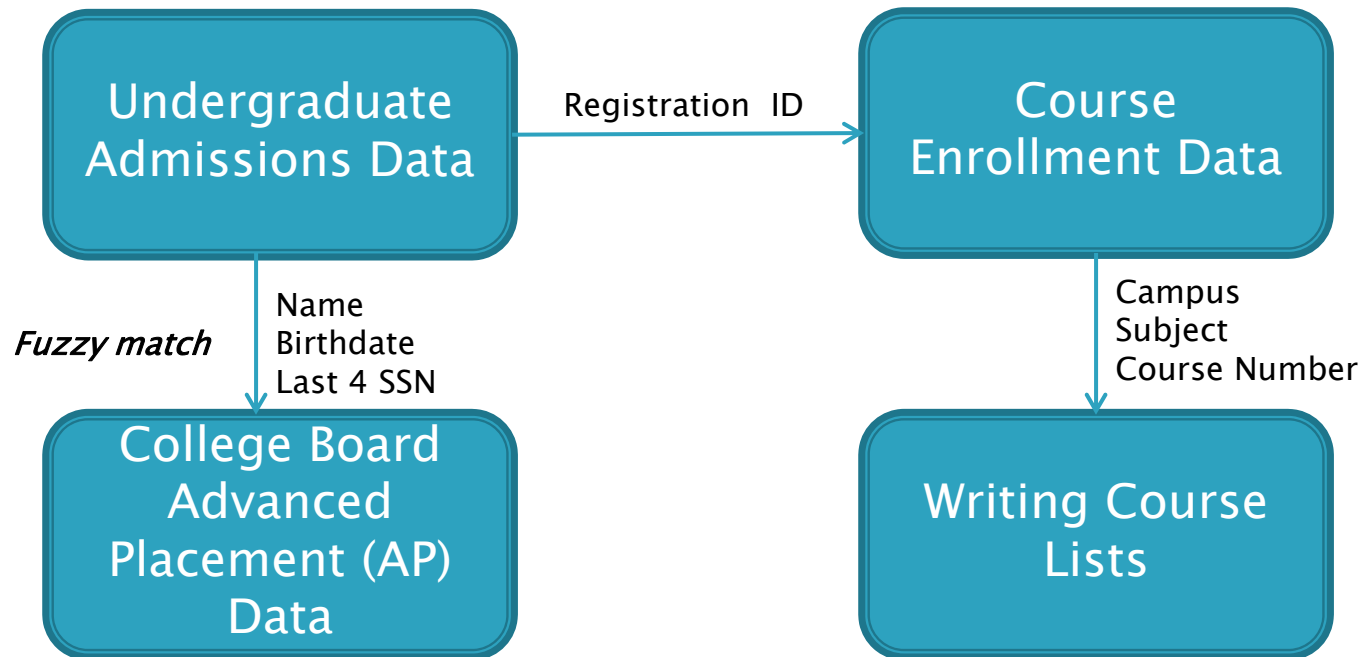 Undergraduate
Admissions Data
Registration ID
Course
Enrollment Data
Fuzzy match
Name
Birthdate
Last 4 SSN
Campus
Subject
Course Number
College Board
Advanced
Placement (AP)
Data
Writing Course
Lists